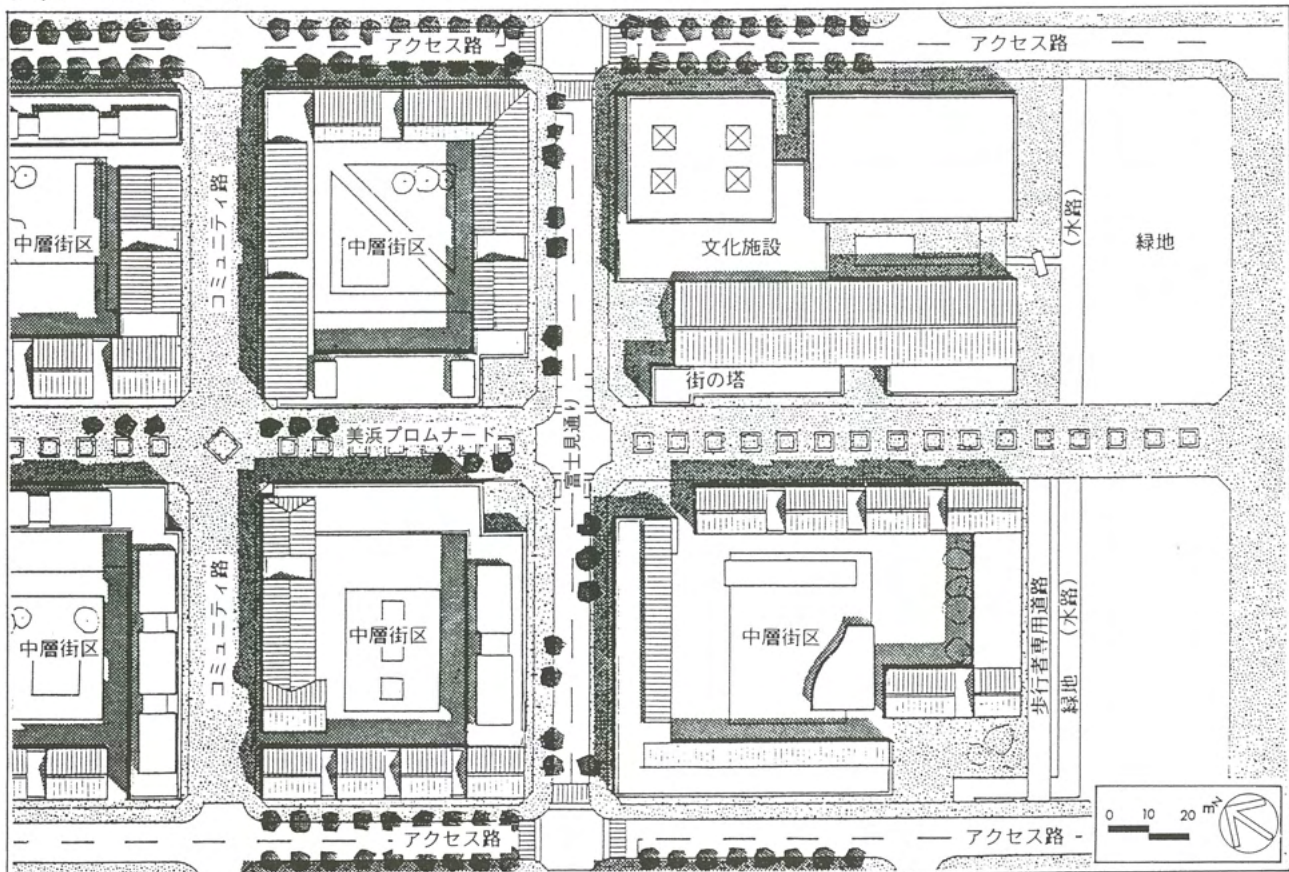 アクセス路
アクセス路
中層街区
コミュニティ路
中層街区
文化施設
(水路)
緑地
街の塔
美浜プロムナード
富士見通り
中層街区
コミュニティ路
中層街区
中層街区
歩行者専用道路
緑地
(水路)
アクセス路
アクセス路
0 10 20 m
N